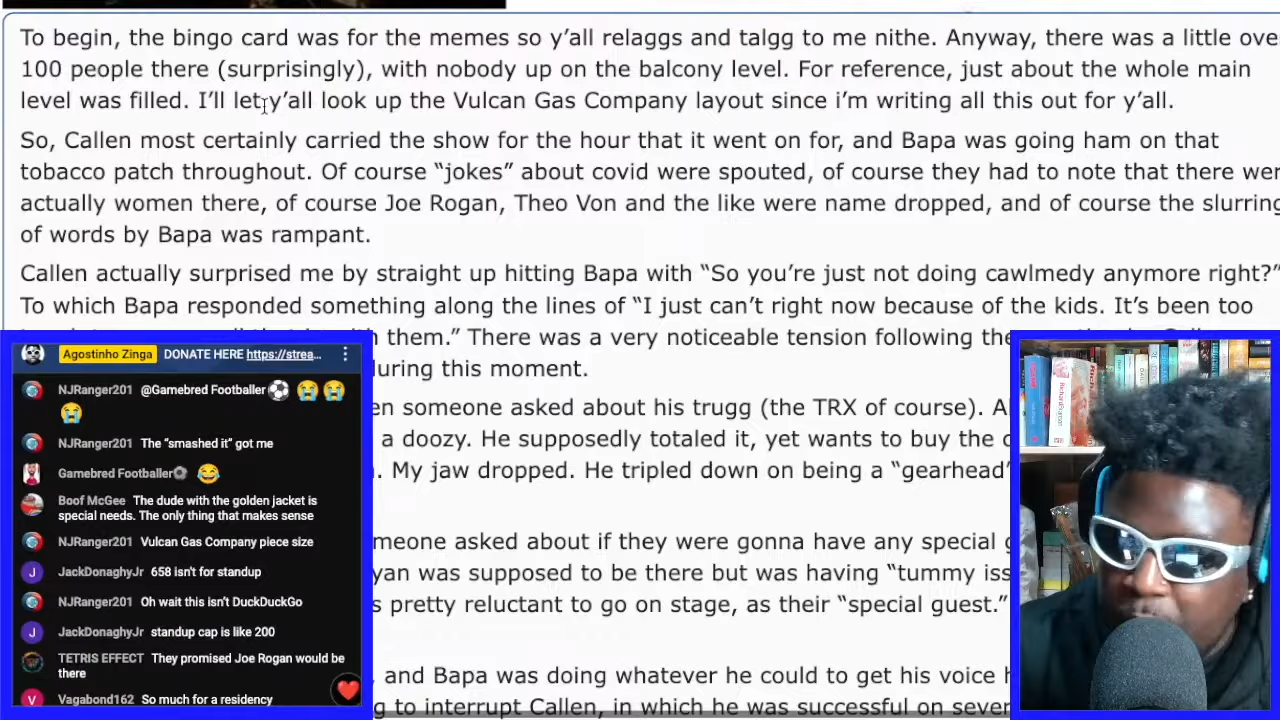 To begin, the bingo card was for the memes so y’all relaggs and talgg to me nithe. Anyway, there was a little ove
100 people there (surprisingly), with nobody up on the balcony level. For reference, just about the whole main
level was filled. I’ll let y’all look up the Vulcan Gas Company layout since i’m writing all this out for y’all.
So, Callen most certainly carried the show for the hour that it went on for, and Bapa was going ham on that
tobacco patch throughout. Of course “jokes” about covid were spouted, of course they had to note that there wer
actually women there, of course Joe Rogan, Theo Von and the like were name dropped, and of course the slurring
of words by Bapa was rampant.
Callen actually surprised me by straight up hitting Bapa with “So you’re just not doing cawlmedy anymore right?”
To which Bapa responded something along the lines of “I just can’t right now because of the kids. It’s been too
them.” There was a very noticeable tension following the
during this moment.
en someone asked about his trugg (the TRX of course). A
a doozy. He supposedly totaled it, yet wants to buy the
. My jaw dropped. He tripled down on being a “gearhead”
meone asked about if they were gonna have any special g
yan was supposed to be there but was having “tummy iss
s pretty reluctant to go on stage, as their “special guest.”
, and Bapa was doing whatever he could to get his voice h
g to interrupt Callen, in which he was successful on sever
Agostinho Zinga DONATE HERE https://strea...
NJRanger201 @Gamebred Footballer⚽ 😭 😭
😭
NJRanger201 The “smashed it” got me
Gamebred Footballer⚽ 😂
Boof McGee The dude with the golden jacket is
special needs. The only thing that makes sense
NJRanger201 Vulcan Gas Company piece size
J JackDonaghyJr 658 isn't for standup
NJRanger201 Oh wait this isn’t DuckDuckGo
J JackDonaghyJr standup cap is like 200
TETRIS EFFECT They promised Joe Rogan would be
there
V Vagabond162 So much for a residency